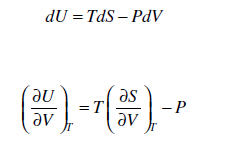 dU = TdS − PdV
(∂U/∂V)_T = T(∂S/∂V)_T − P